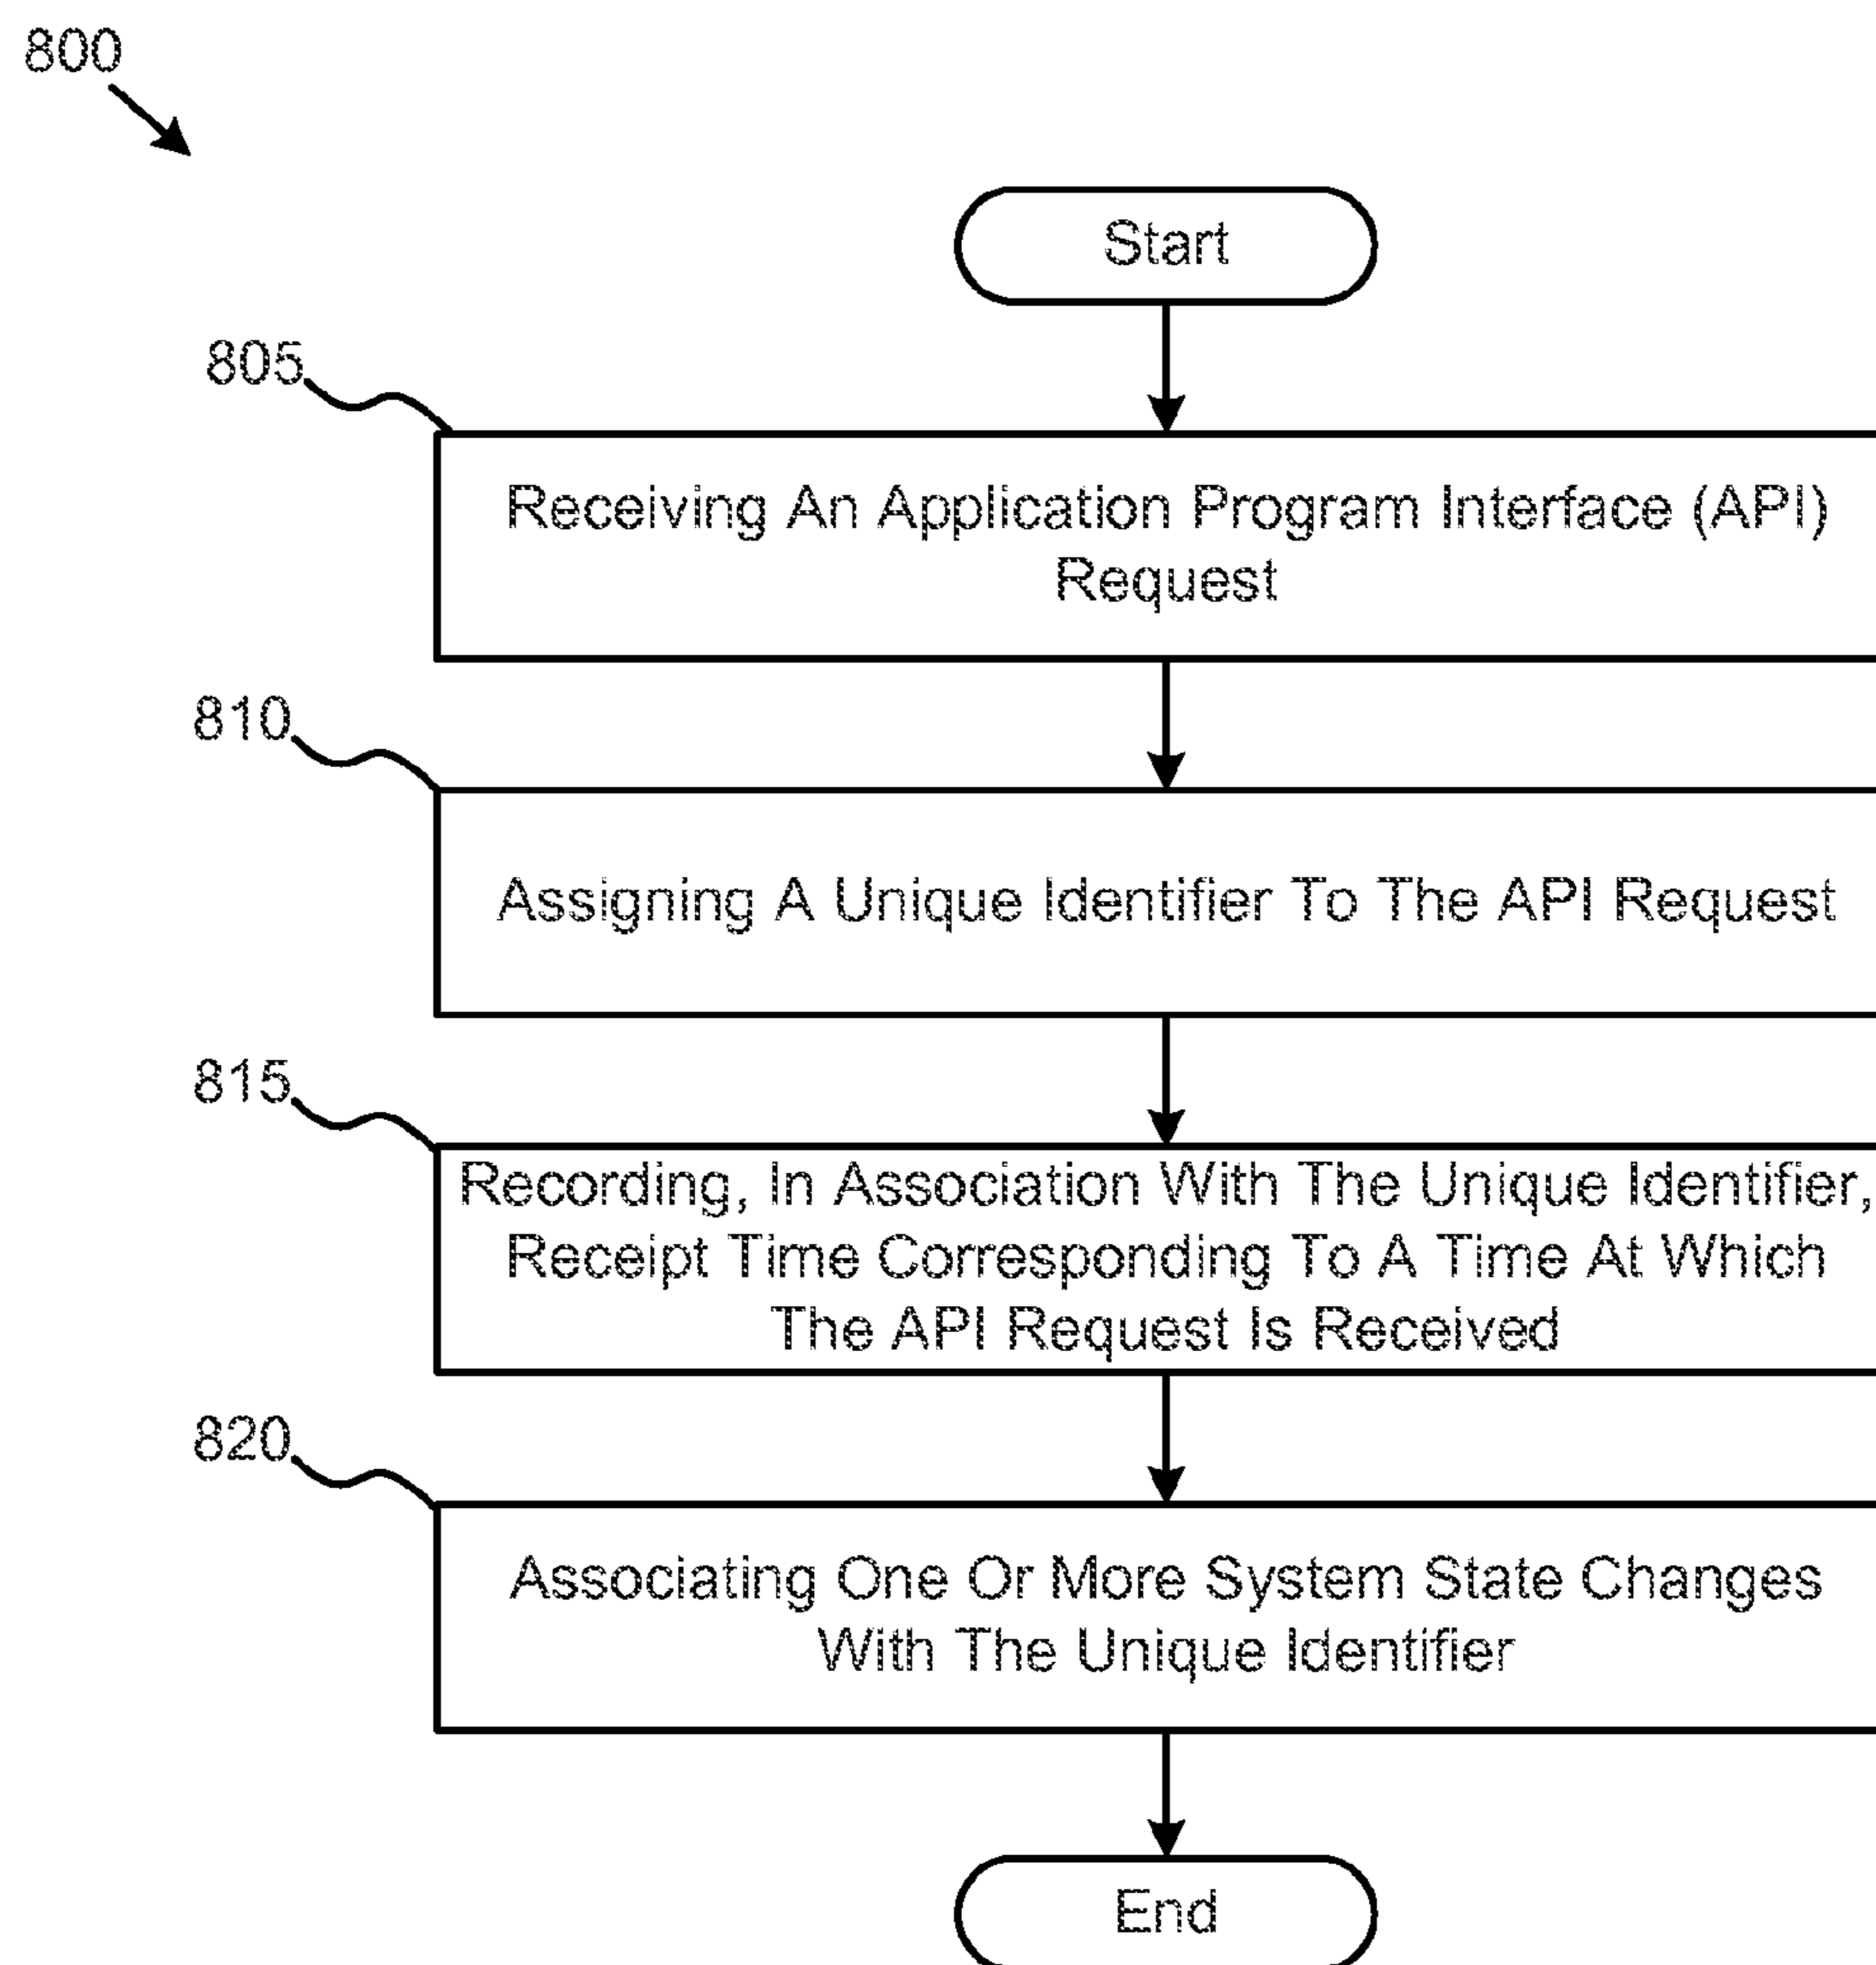 800
Start
805
Receiving An Application Program Interface (API)
Request
810
Assigning A Unique Identifier To The API Request
815
Recording, In Association With The Unique Identifier,
Receipt Time Corresponding To A Time At Which
The API Request Is Received
820
Associating One Or More System State Changes
With The Unique Identifier
End